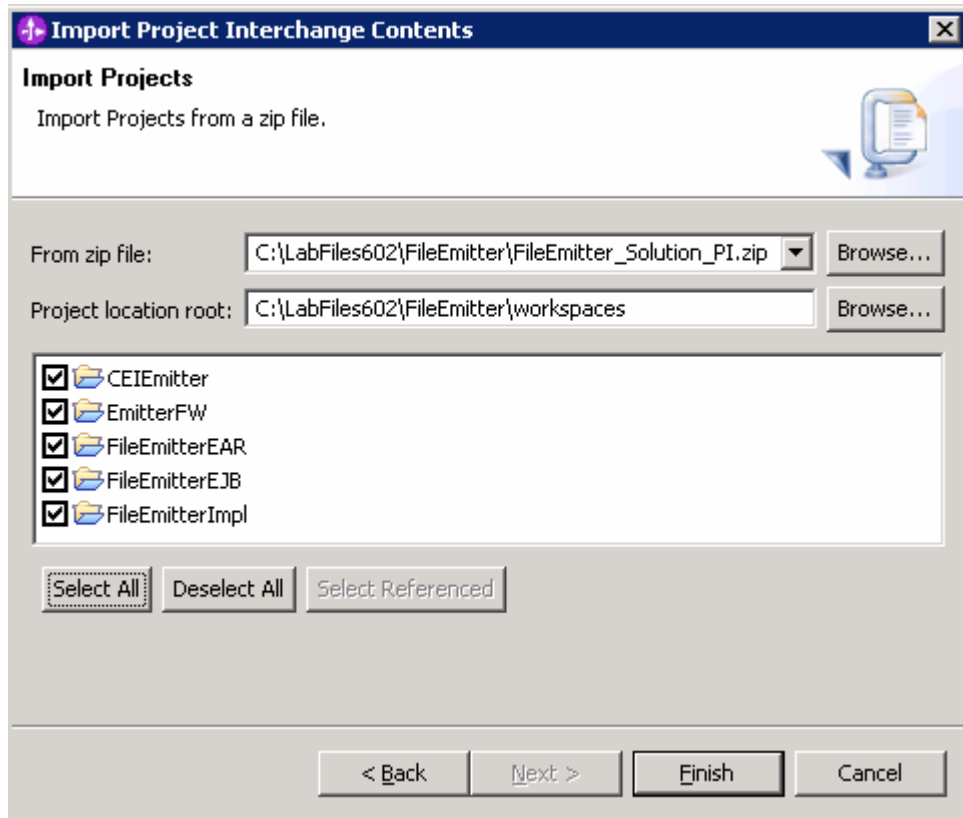 Import Project Interchange Contents
Import Projects
Import Projects from a zip file.
From zip file: C:\LabFiles602\FileEmitter\FileEmitter_Solution_PI.zip Browse...
Project location root: C:\LabFiles602\FileEmitter\workspaces Browse...
CEIEmitter
EmitterFW
FileEmitterEAR
FileEmitterEJB
FileEmitterImpl
Select All Deselect All Select Referenced
< Back Next > Finish Cancel